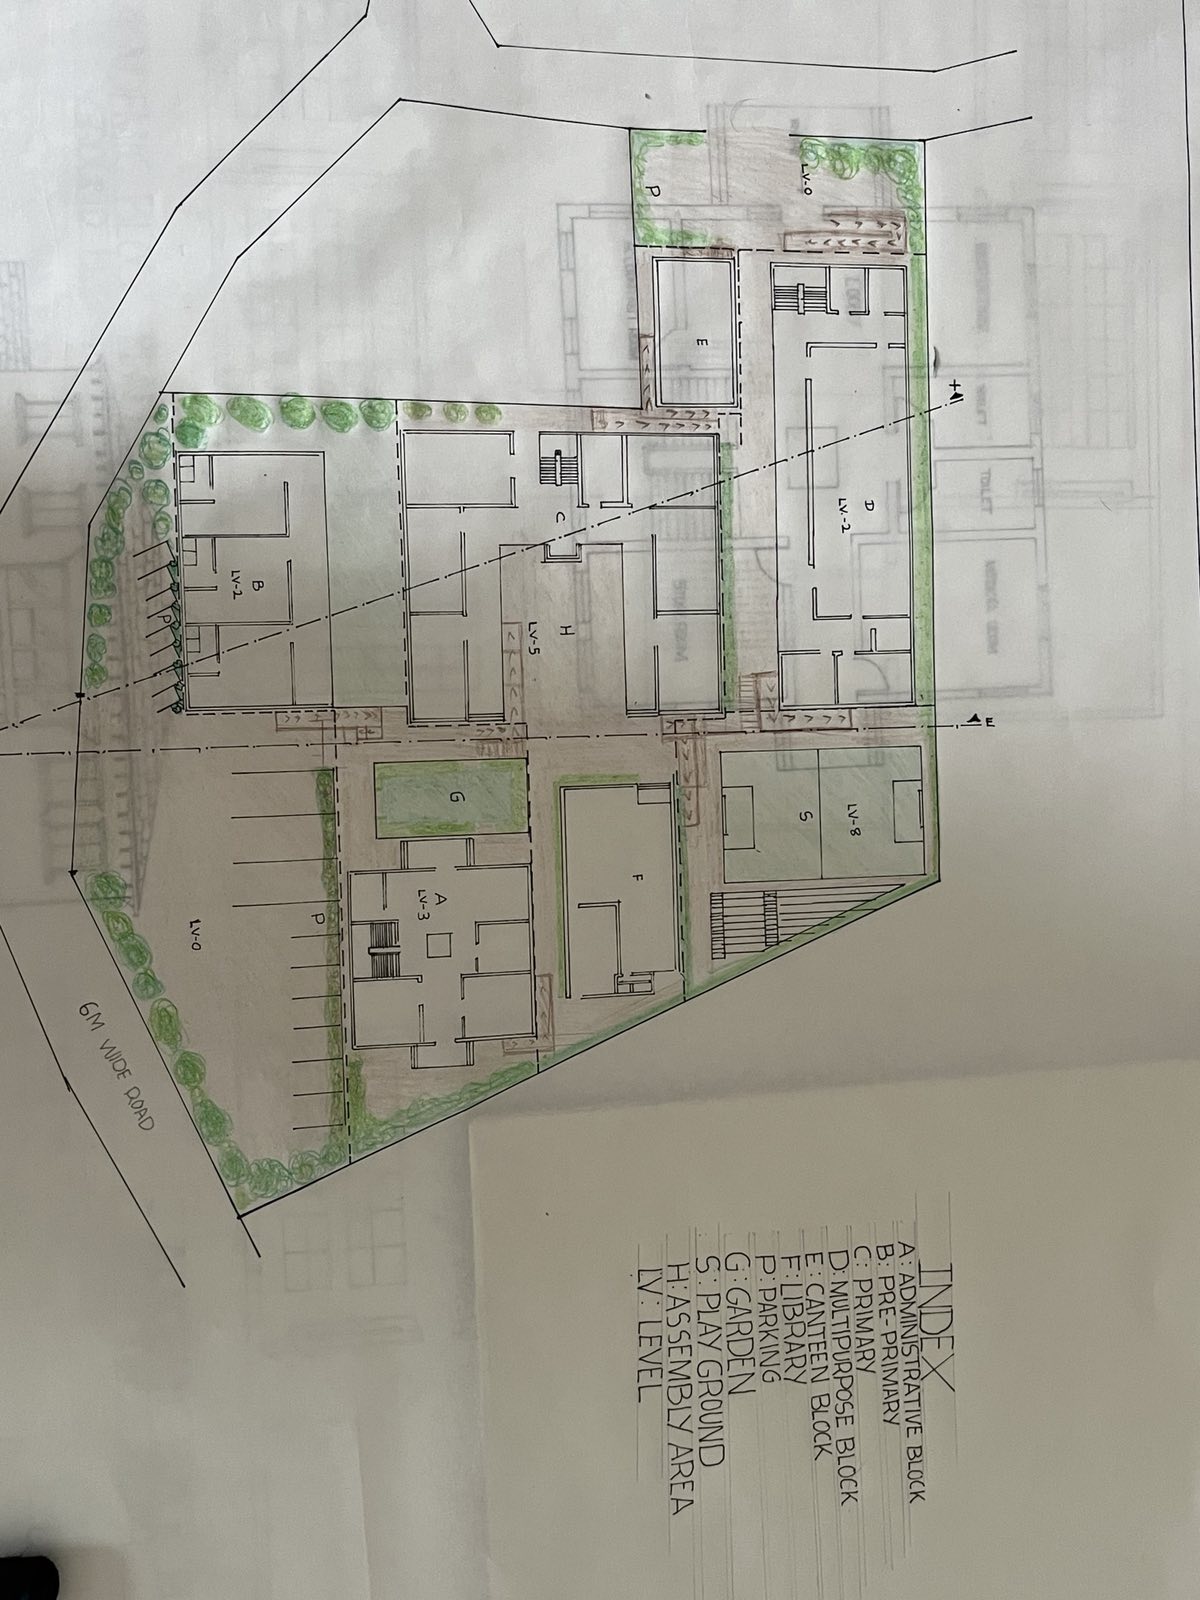 INDEX
A: ADMINISTRATIVE BLOCK
B: PRE-PRIMARY
C: PRIMARY
D: MULTIPURPOSE BLOCK
E: CANTEEN BLOCK
F: LIBRARY
P: PARKING
G: GARDEN
S: PLAY GROUND
H: ASSEMBLY AREA
LV: LEVEL
E
D
LV.-2
LV-0
P
E
C
H
LV-5
B
LV-2
P
S
LV-8
F
G
A
LV-3
P
LV-0
6M WIDE ROAD